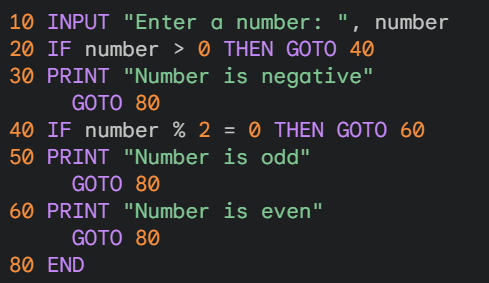 10 INPUT "Enter a number: ", number
20 IF number > 0 THEN GOTO 40
30 PRINT "Number is negative"
GOTO 80
40 IF number % 2 = 0 THEN GOTO 60
50 PRINT "Number is odd"
GOTO 80
60 PRINT "Number is even"
GOTO 80
80 END